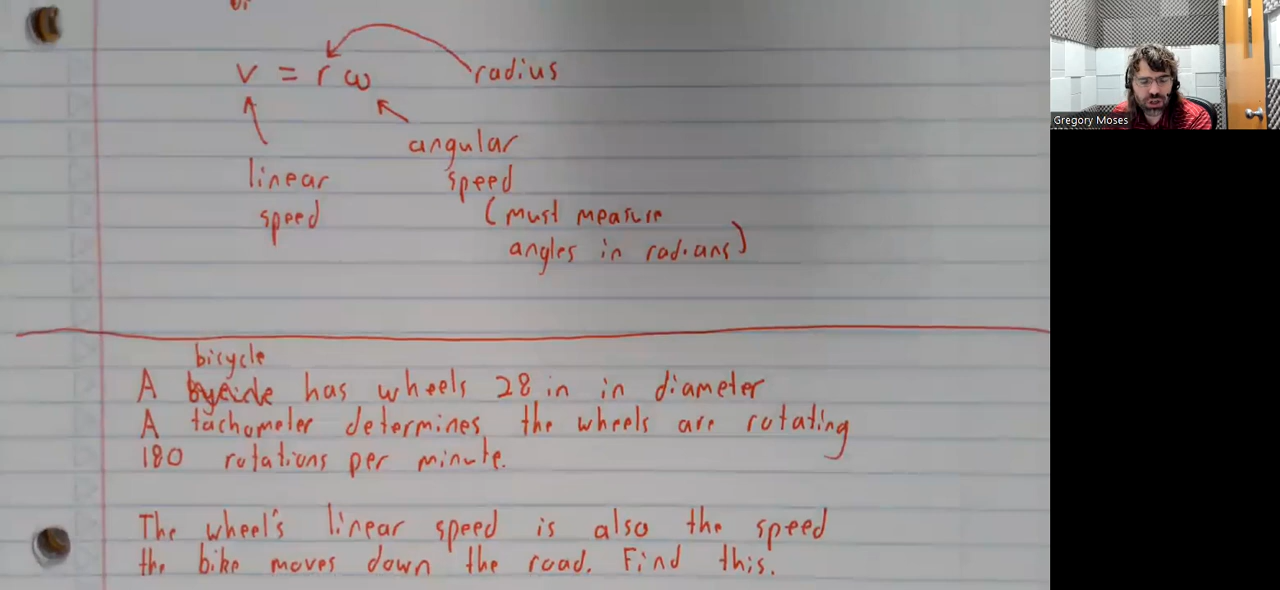 or
v = r ω
radius
linear
speed
angular
speed
(must measure
angles in radians)
bicycle
A has wheels 28 in in diameter
A tachometer determines the wheels are rotating
180 rotations per minute.
The wheel's linear speed is also the speed
the bike moves down the road. Find this.
Gregory Moses